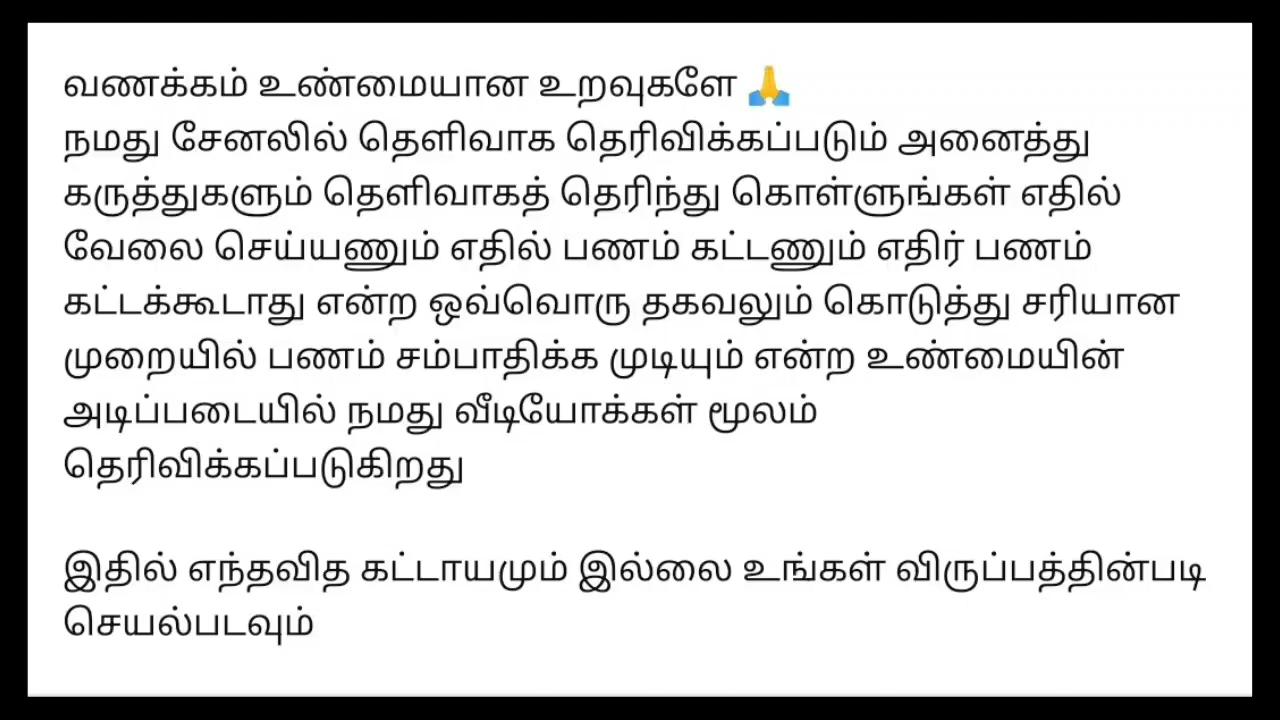 வணக்கம் உண்மையான உறவுகளே 🙏
நமது சேனலில் தெளிவாக தெரிவிக்கப்படும் அனைத்து
கருத்துகளும் தெளிவாகத் தெரிந்து கொள்ளுங்கள் எதில்
வேலை செய்யணும் எதில் பணம் கட்டணும் எதிர் பணம்
கட்டக்கூடாது என்ற ஒவ்வொரு தகவலும் கொடுத்து சரியான
முறையில் பணம் சம்பாதிக்க முடியும் என்ற உண்மையின்
அடிப்படையில் நமது வீடியோக்கள் மூலம்
தெரிவிக்கப்படுகிறது
இதில் எந்தவித கட்டாயமும் இல்லை உங்கள் விருப்பத்தின்படி
செயல்படவும்